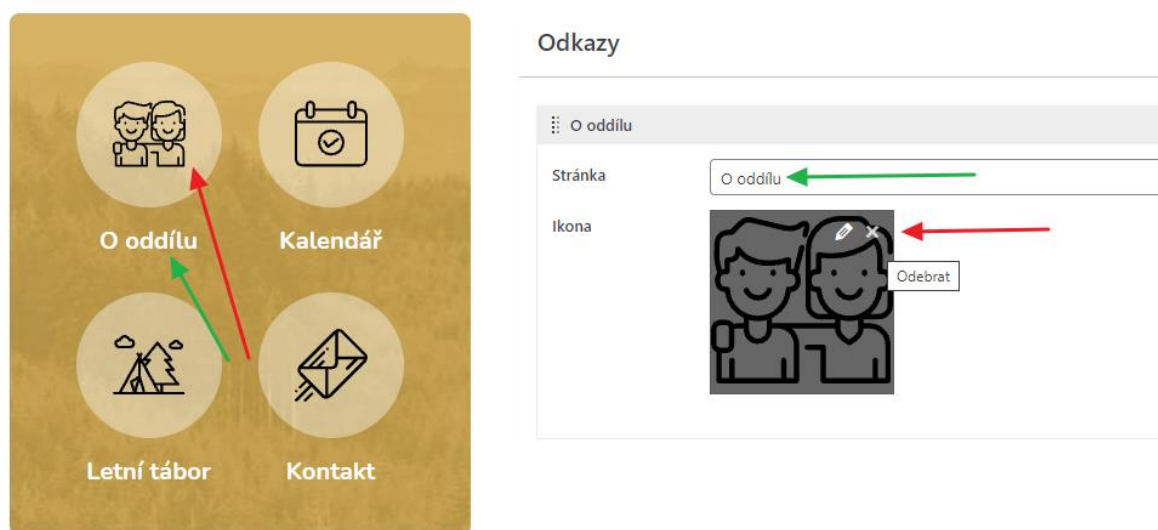 O oddílu
Kalendář
Letní tábor
Kontakt
Odkazy
O oddílu
Stránka
O oddílu
Ikona
Odebrat